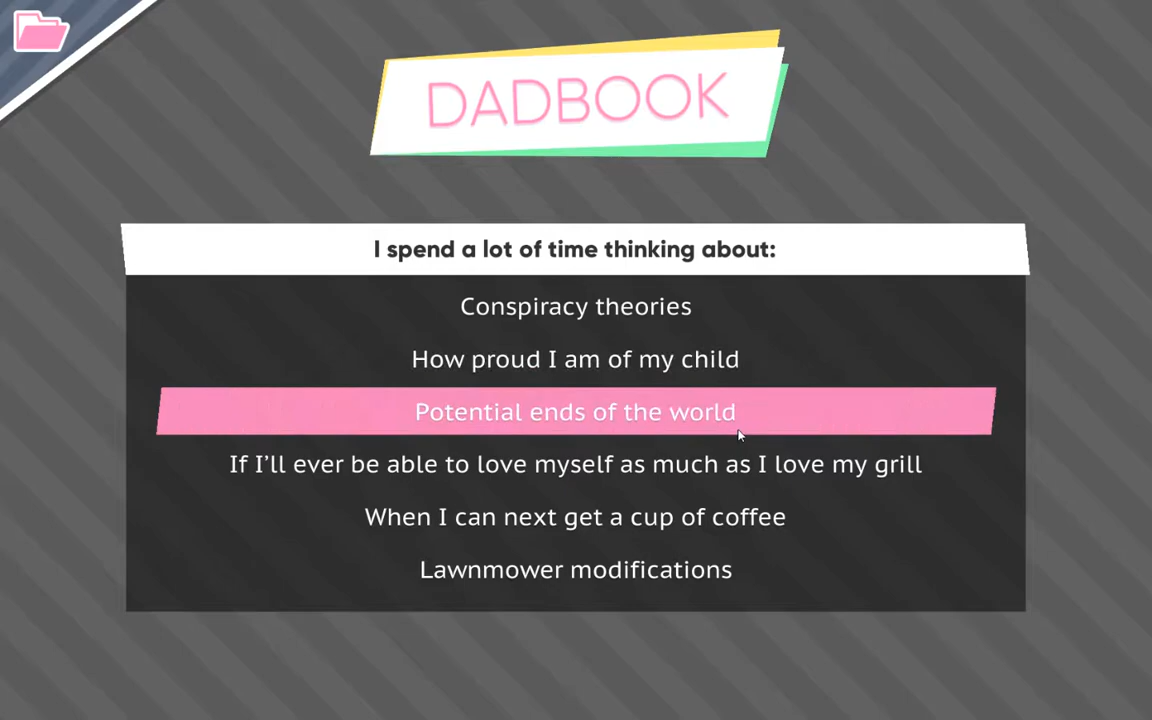 DADBOOK
I spend a lot of time thinking about:
Conspiracy theories
How proud I am of my child
Potential ends of the world
If I’ll ever be able to love myself as much as I love my grill
When I can next get a cup of coffee
Lawnmower modifications